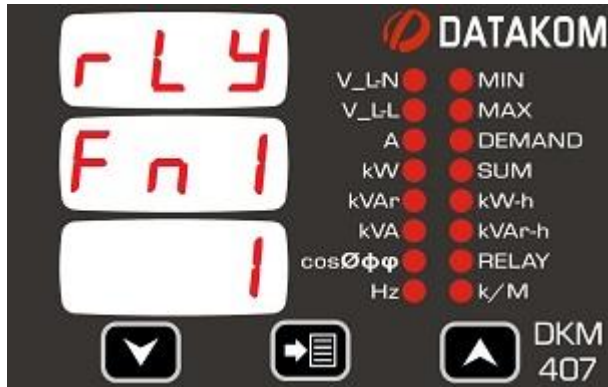 DATAKOM
rLY
Fn1
1
V_L-N MIN
V_L-L MAX
A DEMAND
kW SUM
kVAr kW-h
kVA kVAr-h
cosØφφ RELAY
Hz k/M
DKM
407